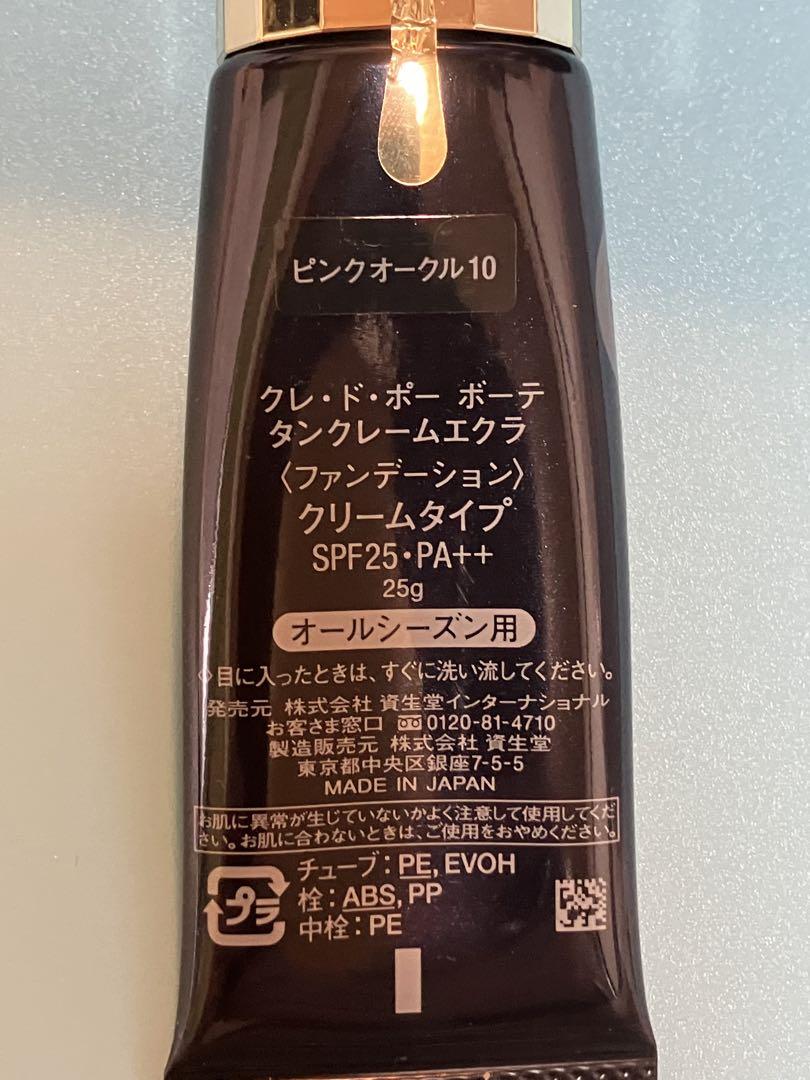 ピンクオークル10
クレ・ド・ポー ボーテ
タンクレームエクラ
〈ファンデーション〉
クリームタイプ
SPF25・PA++
25g
オールシーズン用
◇目に入ったときは、すぐに洗い流してください。
発売元 株式会社 資生堂インターナショナル
お客さま窓口 0120-81-4710
製造販売元 株式会社 資生堂
東京都中央区銀座7-5-5
MADE IN JAPAN
お肌に異常が生じていないかよく注意して使用してくだ
さい。お肌に合わないときは、ご使用をおやめください。
チューブ:PE, EVOH
プラ
栓:ABS, PP
中栓:PE